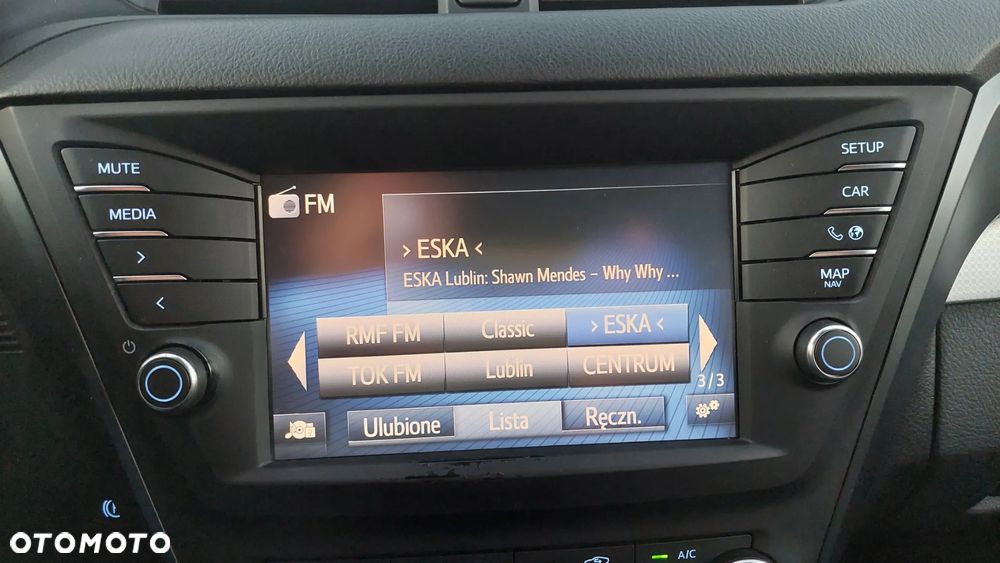 MUTE
MEDIA
>
<
FM
> ESKA <
ESKA Lublin: Shawn Mendes – Why Why ...
RMF FM
Classic
> ESKA <
TOK FM
Lublin
CENTRUM
3/3
Ulubione
Lista
Ręczn.
SETUP
CAR
MAP
NAV
A/C
OTOMOTO